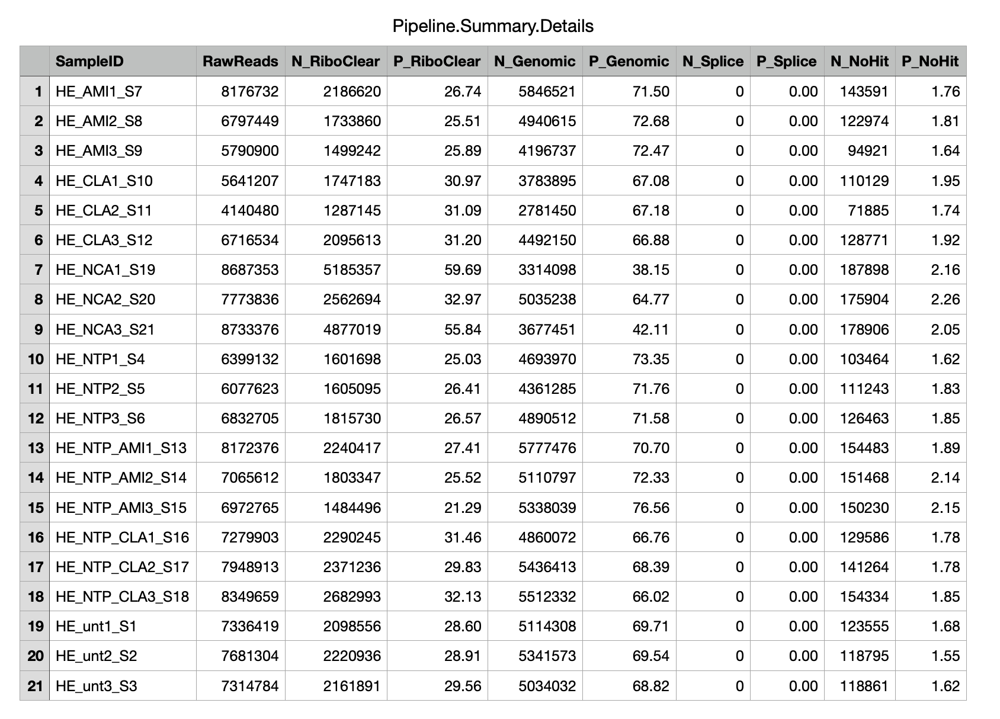 Pipeline.Summary.Details
SampleID RawReads N_RiboClear P_RiboClear N_Genomic P_Genomic N_Splice P_Splice N_NoHit P_NoHit
1 HE_AMI1_S7 8176732 2186620 26.74 5846521 71.50 0 0.00 143591 1.76
2 HE_AMI2_S8 6797449 1733860 25.51 4940615 72.68 0 0.00 122974 1.81
3 HE_AMI3_S9 5790900 1499242 25.89 4196737 72.47 0 0.00 94921 1.64
4 HE_CLA1_S10 5641207 1747183 30.97 3783895 67.08 0 0.00 110129 1.95
5 HE_CLA2_S11 4140480 1287145 31.09 2781450 67.18 0 0.00 71885 1.74
6 HE_CLA3_S12 6716534 2095613 31.20 4492150 66.88 0 0.00 128771 1.92
7 HE_NCA1_S19 8687353 5185357 59.69 3314098 38.15 0 0.00 187898 2.16
8 HE_NCA2_S20 7773836 2562694 32.97 5035238 64.77 0 0.00 175904 2.26
9 HE_NCA3_S21 8733376 4877019 55.84 3677451 42.11 0 0.00 178906 2.05
10 HE_NTP1_S4 6399132 1601698 25.03 4693970 73.35 0 0.00 103464 1.62
11 HE_NTP2_S5 6077623 1605095 26.41 4361285 71.76 0 0.00 111243 1.83
12 HE_NTP3_S6 6832705 1815730 26.57 4890512 71.58 0 0.00 126463 1.85
13 HE_NTP_AMI1_S13 8172376 2240417 27.41 5777476 70.70 0 0.00 154483 1.89
14 HE_NTP_AMI2_S14 7065612 1803347 25.52 5110797 72.33 0 0.00 151468 2.14
15 HE_NTP_AMI3_S15 6972765 1484496 21.29 5338039 76.56 0 0.00 150230 2.15
16 HE_NTP_CLA1_S16 7279903 2290245 31.46 4860072 66.76 0 0.00 129586 1.78
17 HE_NTP_CLA2_S17 7948913 2371236 29.83 5436413 68.39 0 0.00 141264 1.78
18 HE_NTP_CLA3_S18 8349659 2682993 32.13 5512332 66.02 0 0.00 154334 1.85
19 HE_unt1_S1 7336419 2098556 28.60 5114308 69.71 0 0.00 123555 1.68
20 HE_unt2_S2 7681304 2220936 28.91 5341573 69.54 0 0.00 118795 1.55
21 HE_unt3_S3 7314784 2161891 29.56 5034032 68.82 0 0.00 118861 1.62